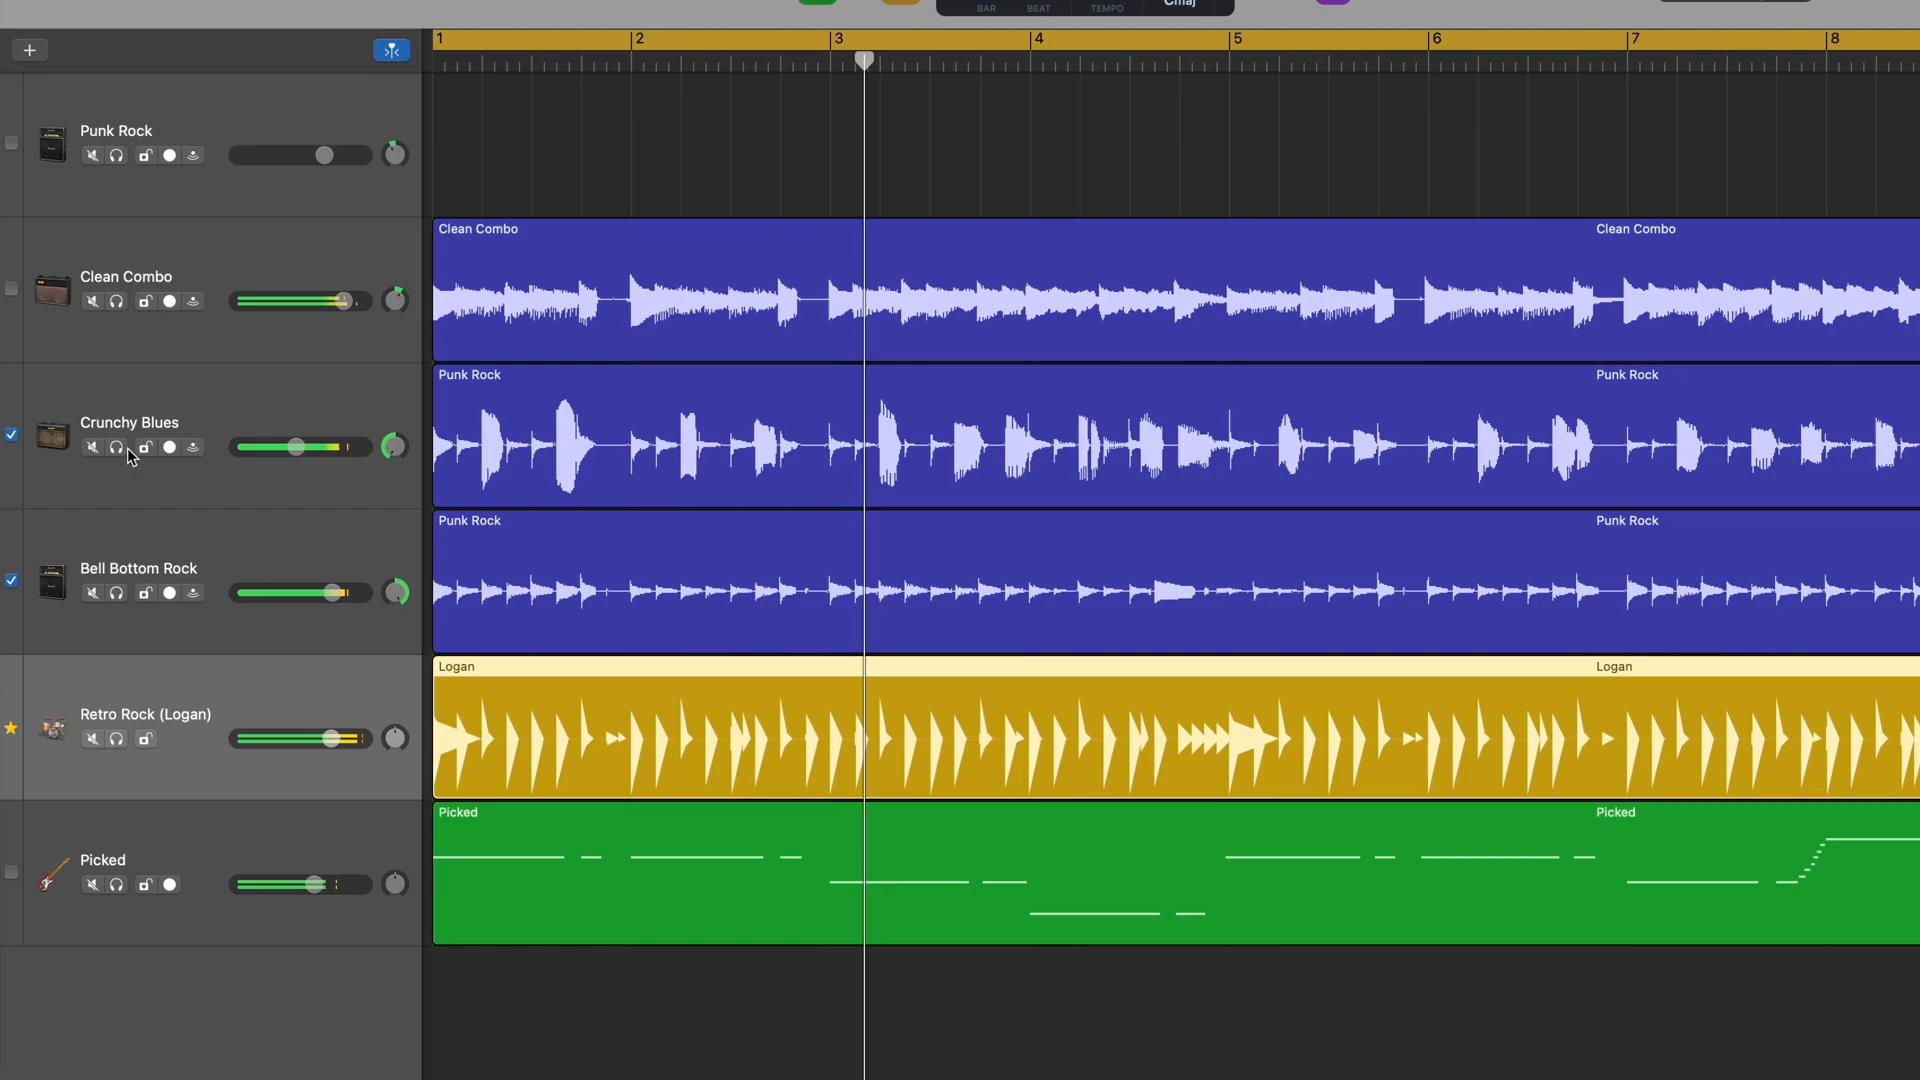 Cmaj
BAR BEAT TEMPO
1 2 3 4 5 6 7 8
Punk Rock
Clean Combo
Clean Combo Clean Combo
Crunchy Blues
Punk Rock Punk Rock
Bell Bottom Rock
Punk Rock Punk Rock
Retro Rock (Logan)
Logan Logan
Picked
Picked Picked